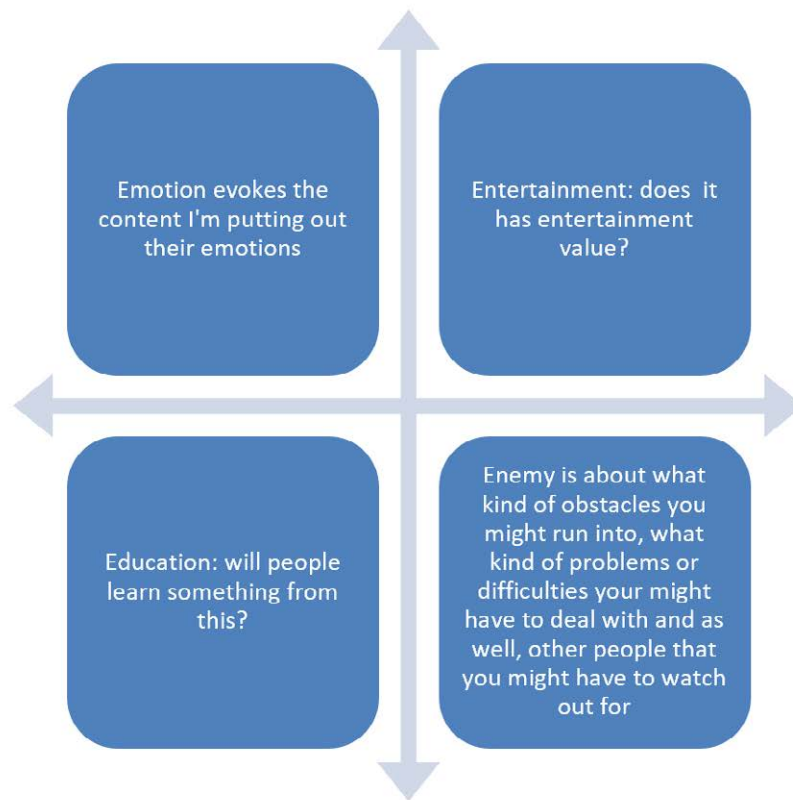 Emotion evokes the
content I'm putting out
their emotions
Entertainment: does it
has entertainment
value?
Education: will people
learn something from
this?
Enemy is about what
kind of obstacles you
might run into, what
kind of problems or
difficulties your might
have to deal with and as
well, other people that
you might have to watch
out for